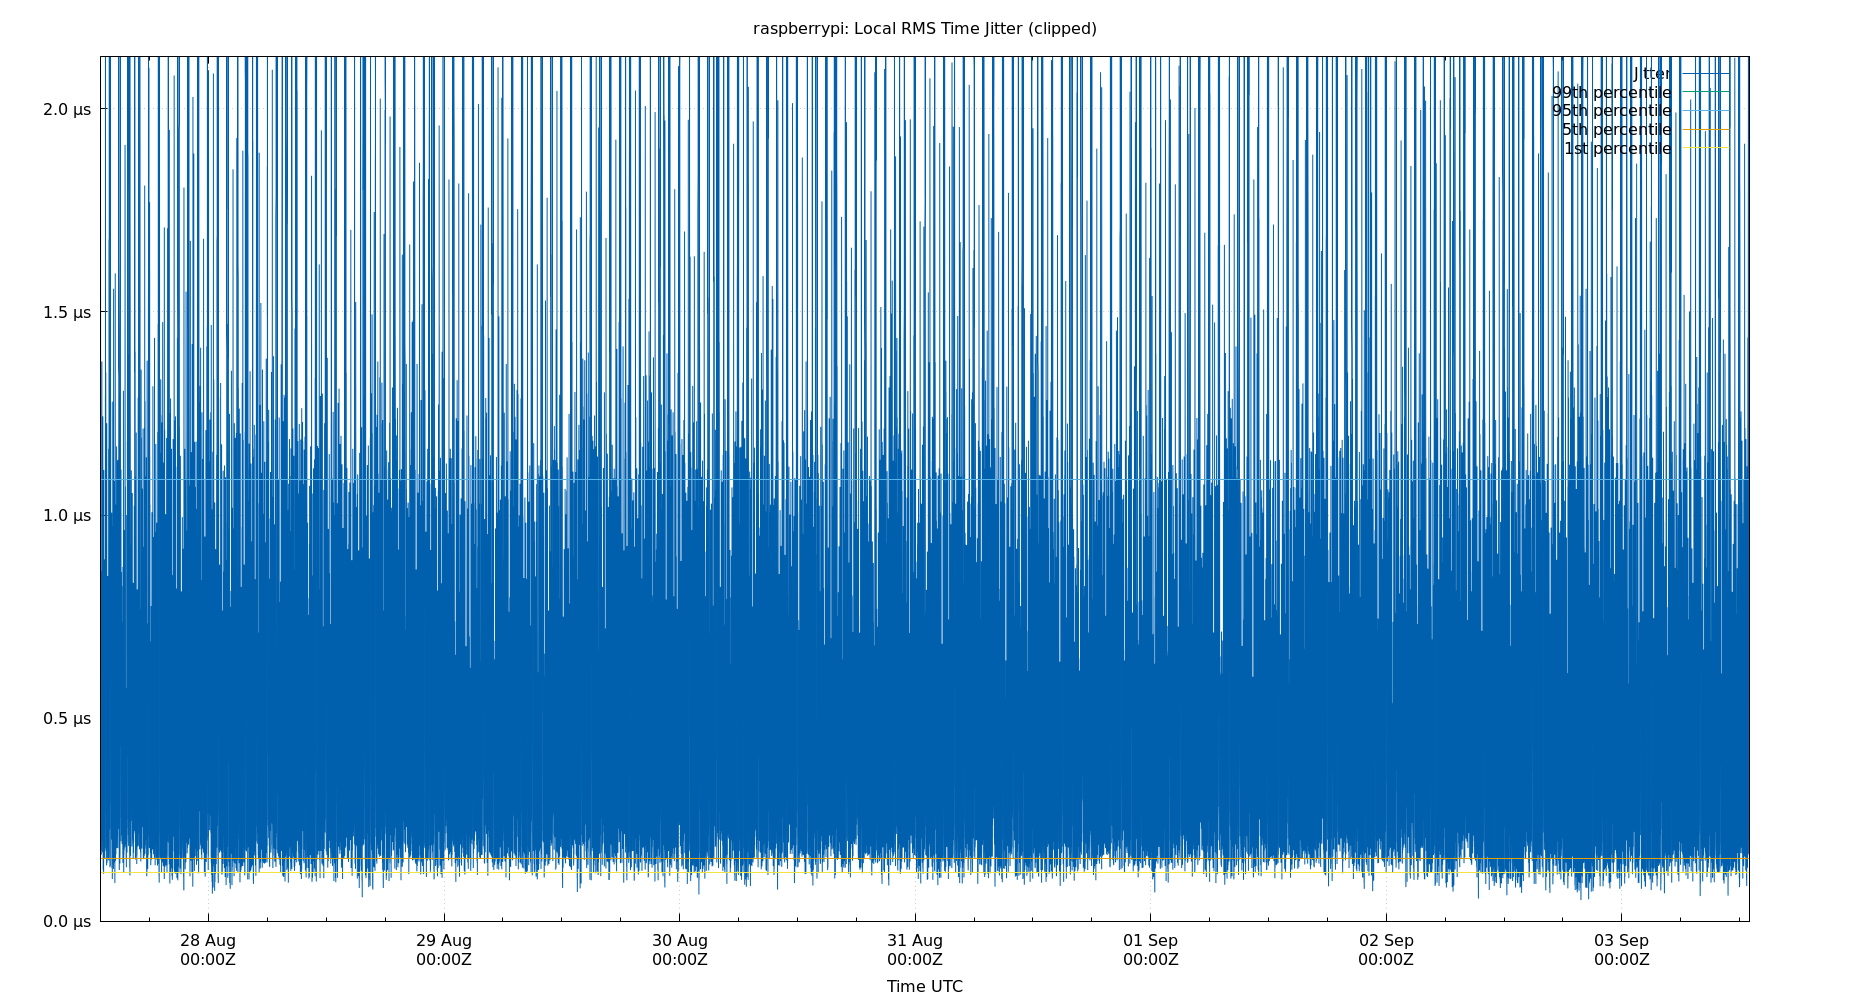 raspberrypi: Local RMS Time Jitter (clipped)
Jitter
99th percentile
95th percentile
5th percentile
1st percentile
2.0 μs
1.5 μs
1.0 μs
0.5 μs
0.0 μs
28 Aug 29 Aug 30 Aug 31 Aug 01 Sep 02 Sep 03 Sep
00:00Z 00:00Z 00:00Z 00:00Z 00:00Z 00:00Z 00:00Z
Time UTC